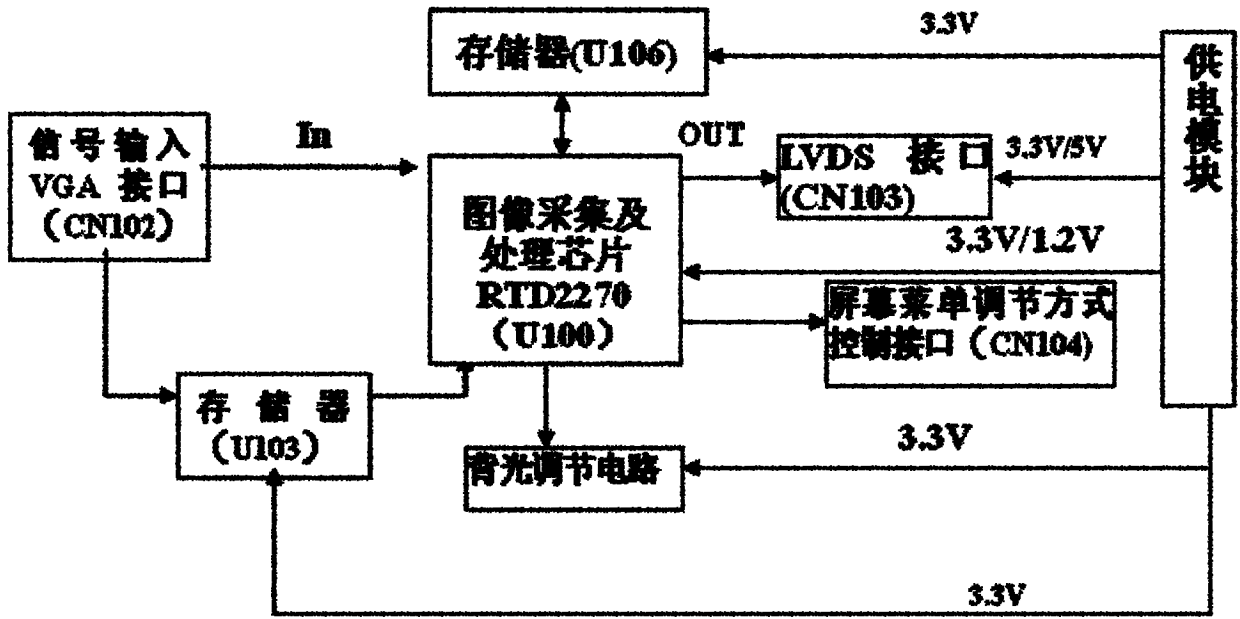 存储器(U106)
3.3V
供电模块
信号输入
VGA 接口
（CN102）
In
OUT
LVDS 接口
(CN103)
3.3V/5V
图像采集及
处理芯片
RTD2270
（U100）
3.3V/1.2V
屏幕菜单调节方式
控制接口（CN104)
存储器
（U103）
背光调节电路
3.3V
3.3V